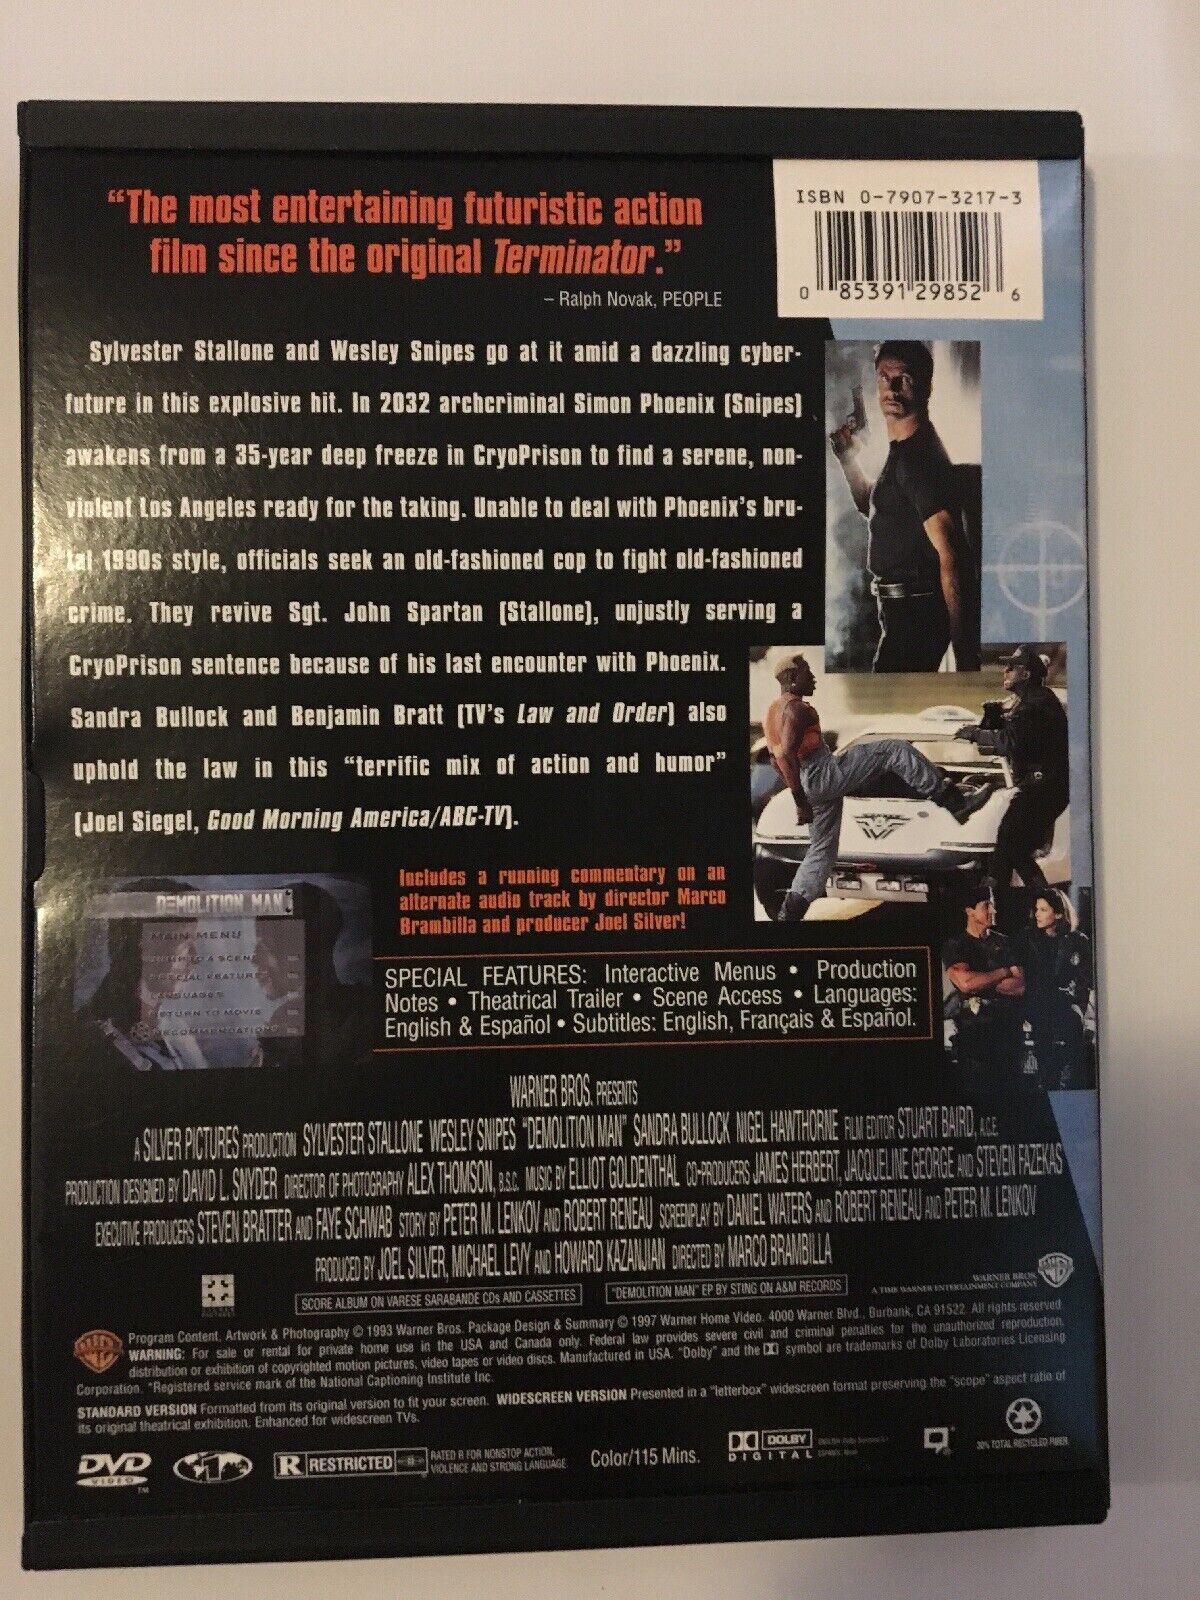 "The most entertaining futuristic action
film since the original Terminator."
– Ralph Novak, PEOPLE
ISBN 0-7907-3217-3
0 85391 29852 6
Sylvester Stallone and Wesley Snipes go at it amid a dazzling cyber-
future in this explosive hit. In 2032 archcriminal Simon Phoenix (Snipes)
awakens from a 35-year deep freeze in CryoPrison to find a serene, non-
violent Los Angeles ready for the taking. Unable to deal with Phoenix's bru-
tal 1990s style, officials seek an old-fashioned cop to fight old-fashioned
crime. They revive Sgt. John Spartan (Stallone), unjustly serving a
CryoPrison sentence because of his last encounter with Phoenix.
Sandra Bullock and Benjamin Bratt (TV's Law and Order) also
uphold the law in this "terrific mix of action and humor"
(Joel Siegel, Good Morning America/ABC-TV).
Includes a running commentary on an
alternate audio track by director Marco
Brambilla and producer Joel Silver!
DEMOLITION MAN
MAIN MENU
JUMP TO A SCENE
SPECIAL FEATURES
LANGUAGES
RETURN TO MOVIE
RECOMMENDATIONS
SPECIAL FEATURES: Interactive Menus • Production
Notes • Theatrical Trailer • Scene Access • Languages:
English & Español • Subtitles: English, Français & Español.
WARNER BROS. PRESENTS
A SILVER PICTURES PRODUCTION SYLVESTER STALLONE WESLEY SNIPES "DEMOLITION MAN" SANDRA BULLOCK NIGEL HAWTHORNE FILM EDITOR STUART BAIRD, A.C.E.
PRODUCTION DESIGNED BY DAVID L. SNYDER DIRECTOR OF PHOTOGRAPHY ALEX THOMSON, B.S.C. MUSIC BY ELLIOT GOLDENTHAL CO-PRODUCERS JAMES HERBERT, JACQUELINE GEORGE AND STEVEN FAZEKAS
EXECUTIVE PRODUCERS STEVEN BRATTER AND FAYE SCHWAB STORY BY PETER M. LENKOV AND ROBERT RENEAU SCREENPLAY BY DANIEL WATERS AND ROBERT RENEAU AND PETER M. LENKOV
PRODUCED BY JOEL SILVER, MICHAEL LEVY AND HOWARD KAZANJIAN DIRECTED BY MARCO BRAMBILLA
SCORE ALBUM ON VARESE SARABANDE CDs AND CASSETTES
"DEMOLITION MAN" EP BY STING ON A&M RECORDS
WARNER BROS.
A TIME WARNER ENTERTAINMENT COMPANY
Program Content, Artwork & Photography © 1993 Warner Bros. Package Design & Summary © 1997 Warner Home Video. 4000 Warner Blvd., Burbank, CA 91522. All rights reserved.
WARNING: For sale or rental for private home use in the USA and Canada only. Federal law provides severe civil and criminal penalties for the unauthorized reproduction,
distribution or exhibition of copyrighted motion pictures, video tapes or video discs. Manufactured in USA. "Dolby" and the symbol are trademarks of Dolby Laboratories Licensing
Corporation. *Registered service mark of the National Captioning Institute Inc.
STANDARD VERSION Formatted from its original version to fit your screen. WIDESCREEN VERSION Presented in a "letterbox" widescreen format preserving the "scope" aspect ratio of
its original theatrical exhibition. Enhanced for widescreen TVs.
DVD
VIDEO
TM
R RESTRICTED
RATED R FOR NONSTOP ACTION,
VIOLENCE AND STRONG LANGUAGE
Color/115 Mins.
DOLBY
DIGITAL
30% TOTAL RECYCLED FIBER